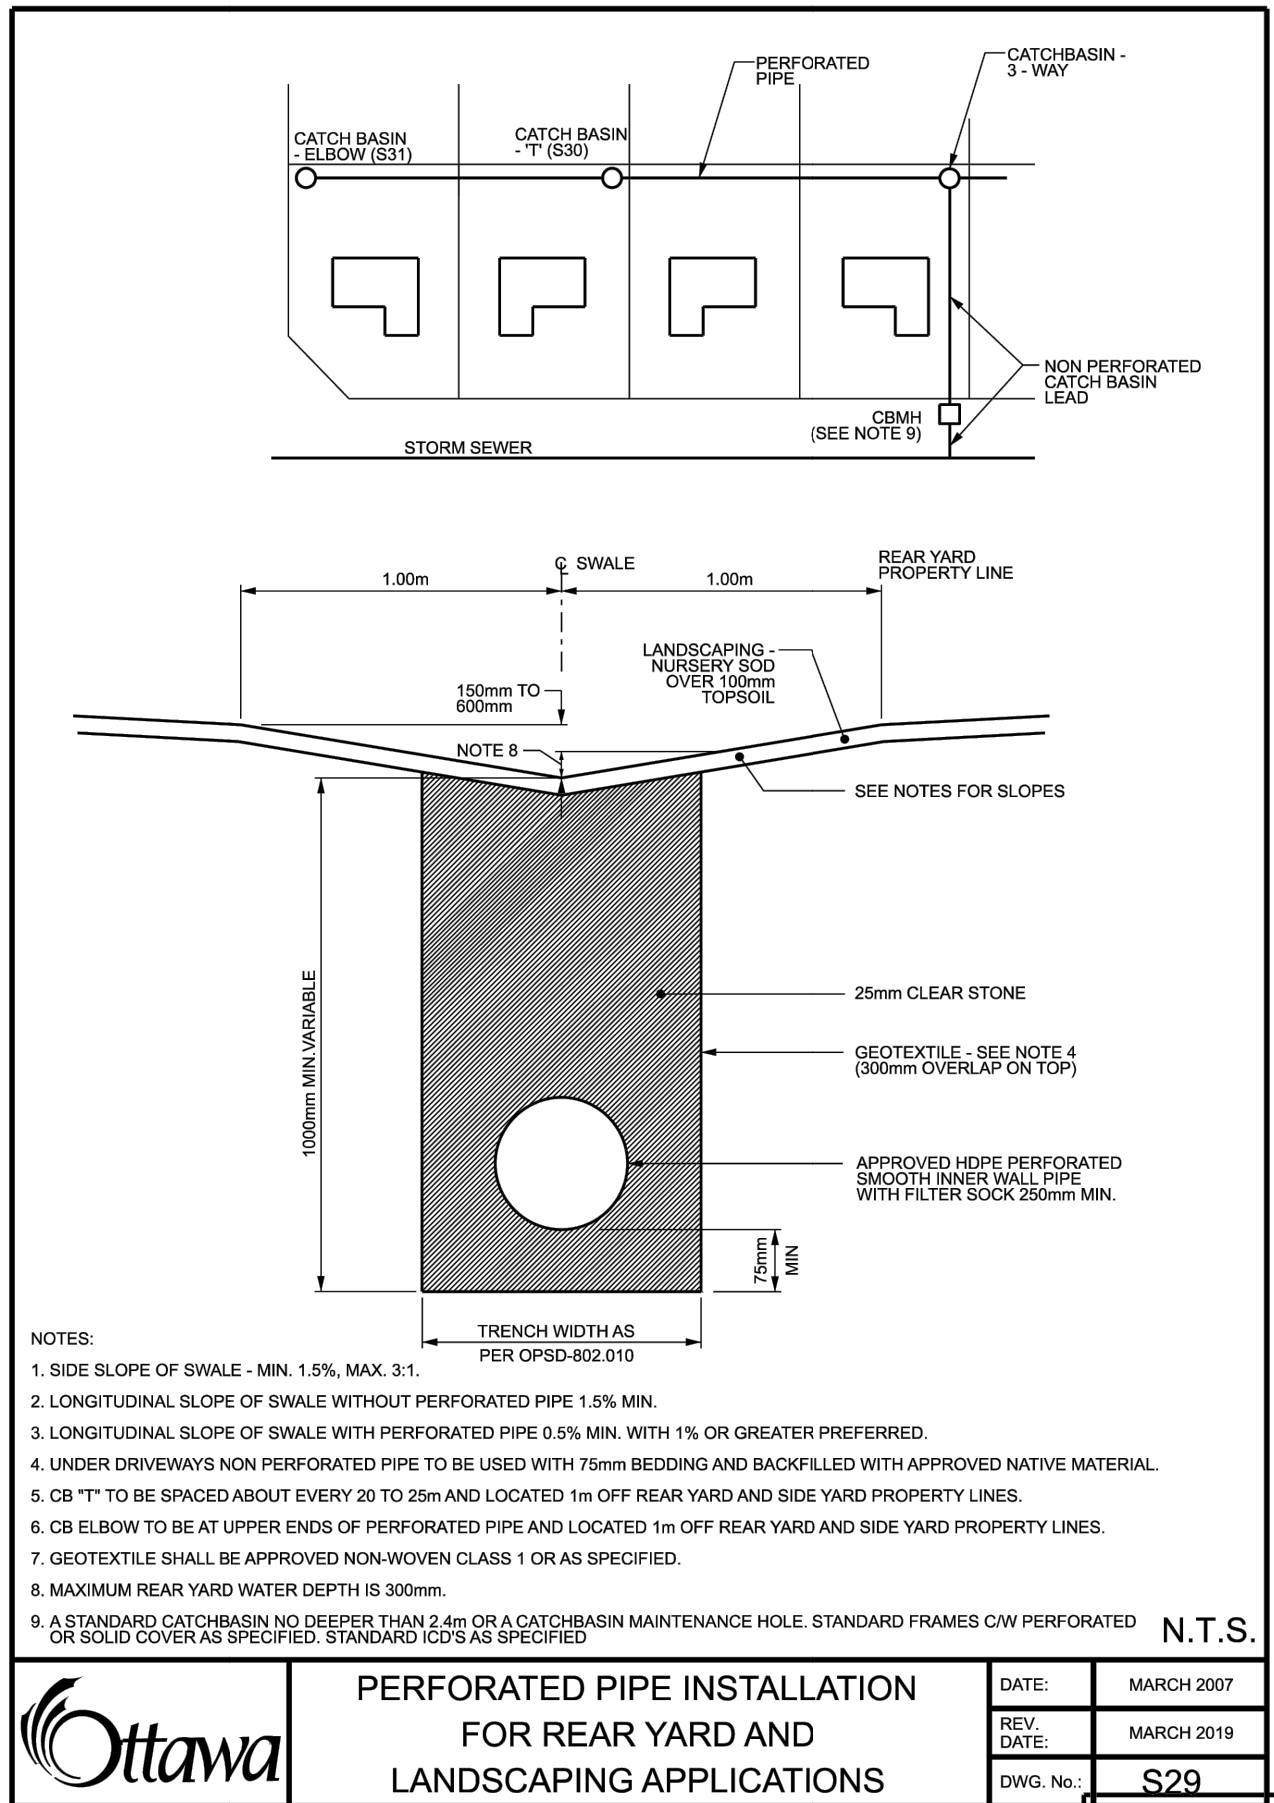 PERFORATED
PIPE
CATCHBASIN -
3 - WAY
CATCH BASIN
- ELBOW (S31)
CATCH BASIN
- 'T' (S30)
NON PERFORATED
CATCH BASIN
LEAD
CBMH
(SEE NOTE 9)
STORM SEWER
℄ SWALE
REAR YARD
PROPERTY LINE
1.00m
1.00m
LANDSCAPING -
NURSERY SOD
OVER 100mm
TOPSOIL
150mm TO
600mm
NOTE 8
SEE NOTES FOR SLOPES
1000mm MIN.VARIABLE
25mm CLEAR STONE
GEOTEXTILE - SEE NOTE 4
(300mm OVERLAP ON TOP)
APPROVED HDPE PERFORATED
SMOOTH INNER WALL PIPE
WITH FILTER SOCK 250mm MIN.
75mm
MIN
TRENCH WIDTH AS
PER OPSD-802.010
NOTES:
1. SIDE SLOPE OF SWALE - MIN. 1.5%, MAX. 3:1.
2. LONGITUDINAL SLOPE OF SWALE WITHOUT PERFORATED PIPE 1.5% MIN.
3. LONGITUDINAL SLOPE OF SWALE WITH PERFORATED PIPE 0.5% MIN. WITH 1% OR GREATER PREFERRED.
4. UNDER DRIVEWAYS NON PERFORATED PIPE TO BE USED WITH 75mm BEDDING AND BACKFILLED WITH APPROVED NATIVE MATERIAL.
5. CB "T" TO BE SPACED ABOUT EVERY 20 TO 25m AND LOCATED 1m OFF REAR YARD AND SIDE YARD PROPERTY LINES.
6. CB ELBOW TO BE AT UPPER ENDS OF PERFORATED PIPE AND LOCATED 1m OFF REAR YARD AND SIDE YARD PROPERTY LINES.
7. GEOTEXTILE SHALL BE APPROVED NON-WOVEN CLASS 1 OR AS SPECIFIED.
8. MAXIMUM REAR YARD WATER DEPTH IS 300mm.
9. A STANDARD CATCHBASIN NO DEEPER THAN 2.4m OR A CATCHBASIN MAINTENANCE HOLE. STANDARD FRAMES C/W PERFORATED
OR SOLID COVER AS SPECIFIED. STANDARD ICD'S AS SPECIFIED
N.T.S.
Ottawa
PERFORATED PIPE INSTALLATION
FOR REAR YARD AND
LANDSCAPING APPLICATIONS
DATE:
MARCH 2007
REV.
DATE:
MARCH 2019
DWG. No.:
S29